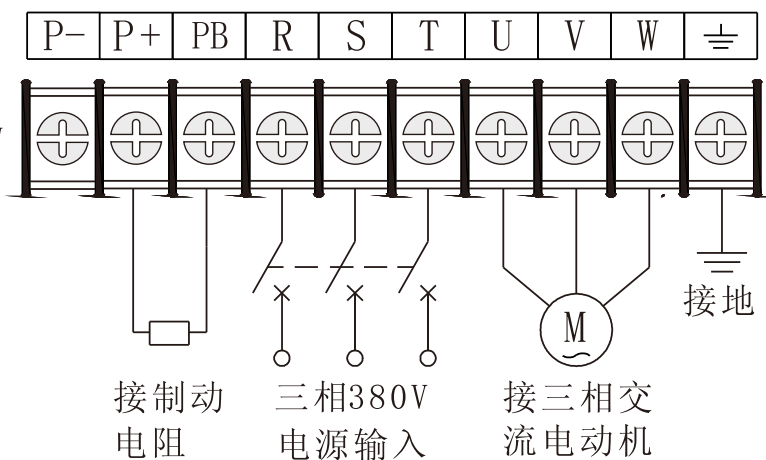 P- P+ PB R S T U V W
M
接地
接制动 三相380V 接三相交
电阻 电源输入 流电动机